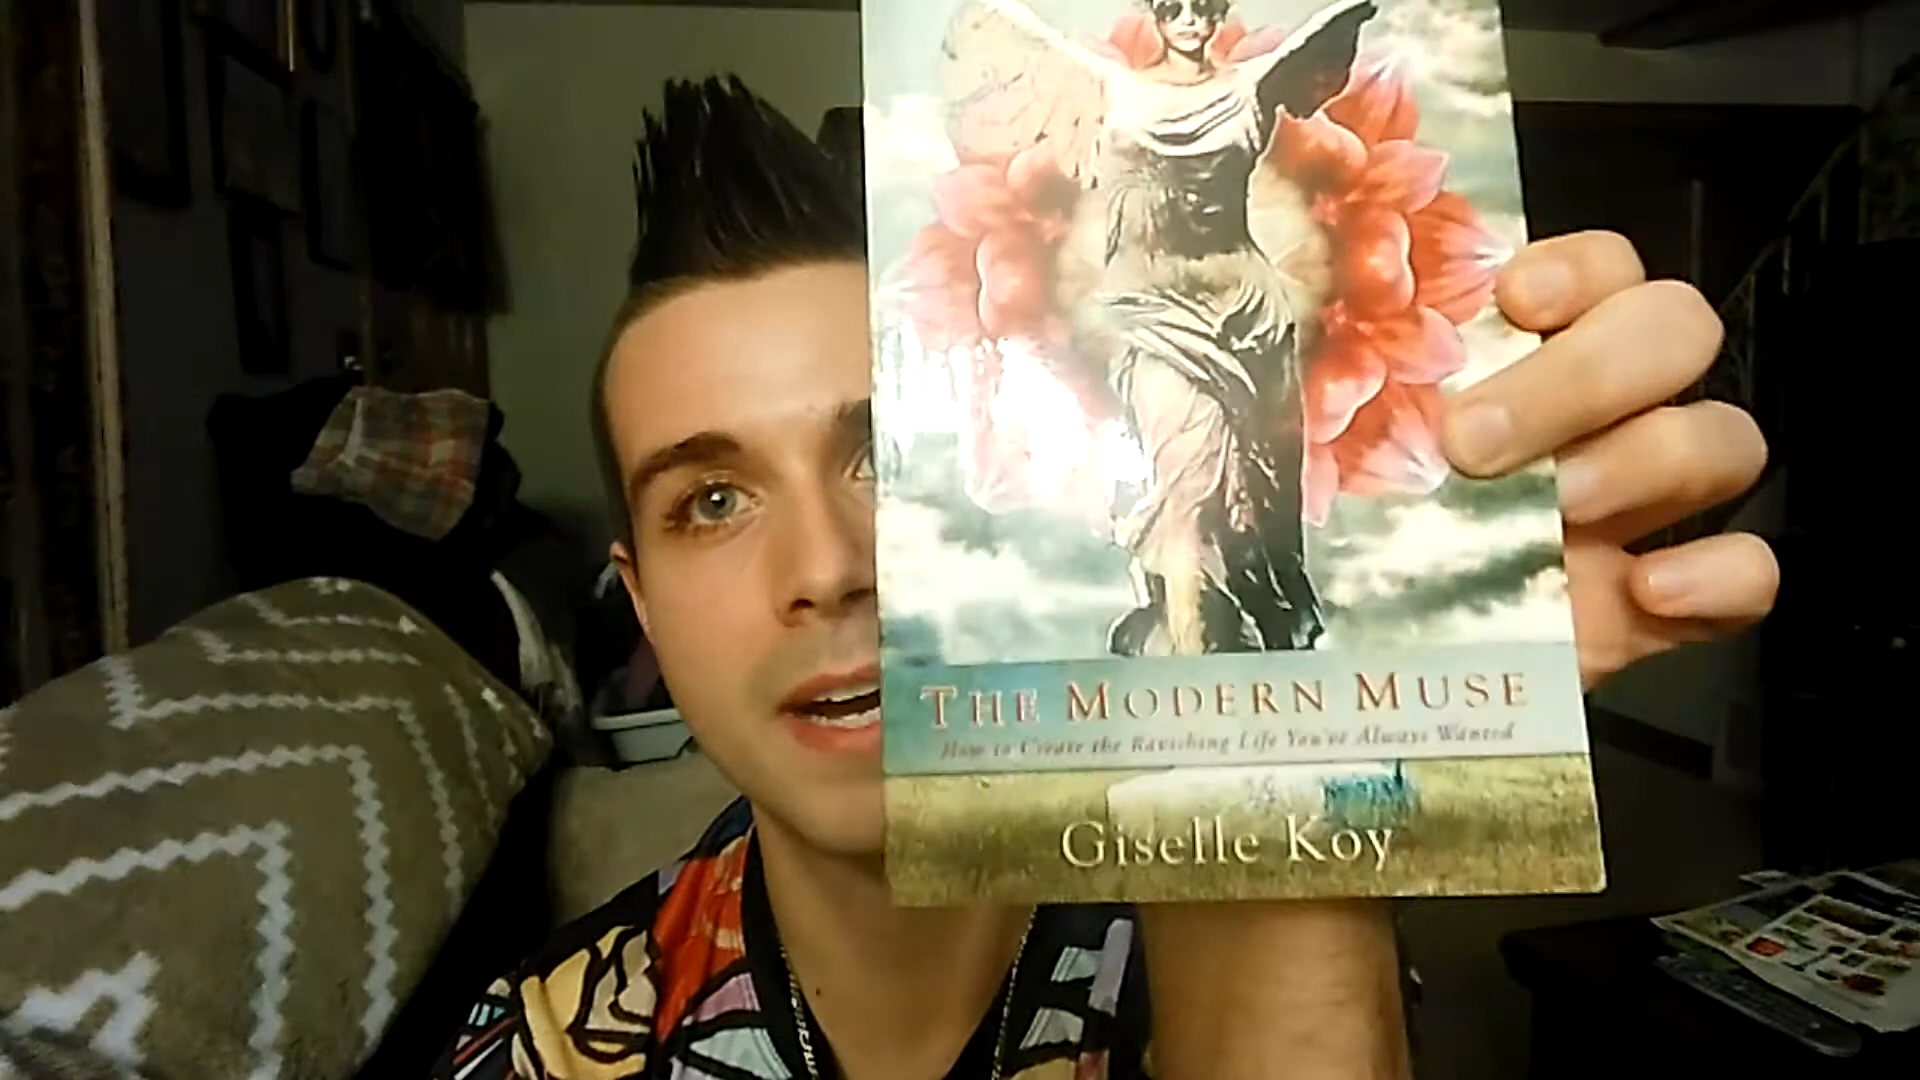 THE MODERN MUSE
How to Create the Ravishing Life You've Always Wanted
Giselle Koy